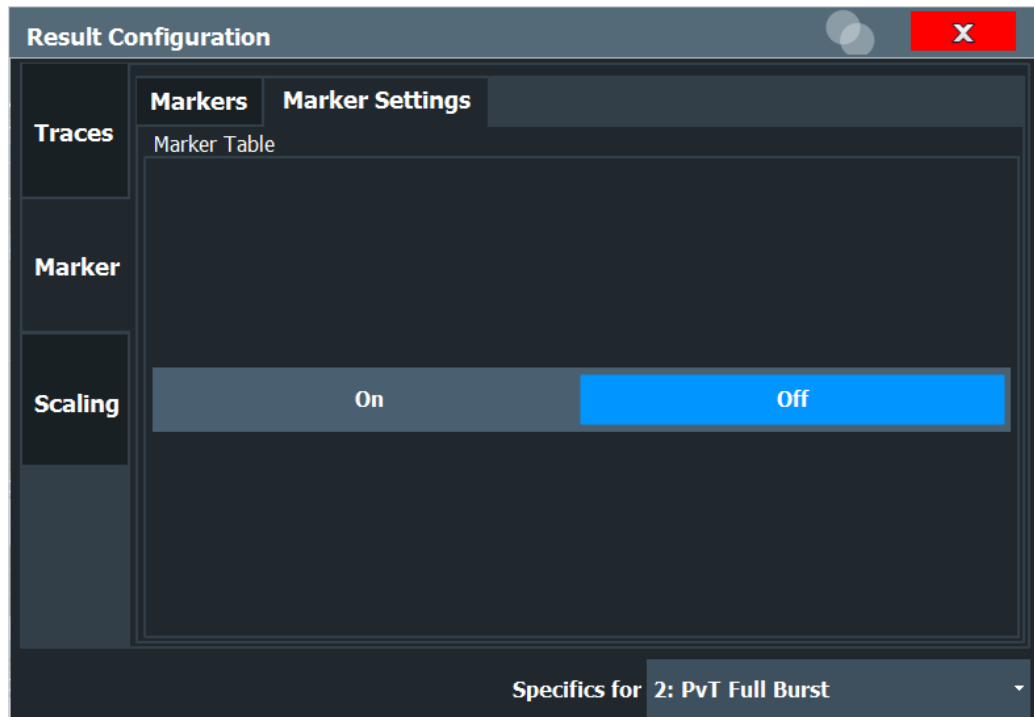 Result Configuration
X
Traces
Marker
Scaling
Markers
Marker Settings
Marker Table
On
Off
Specifics for
2: PvT Full Burst